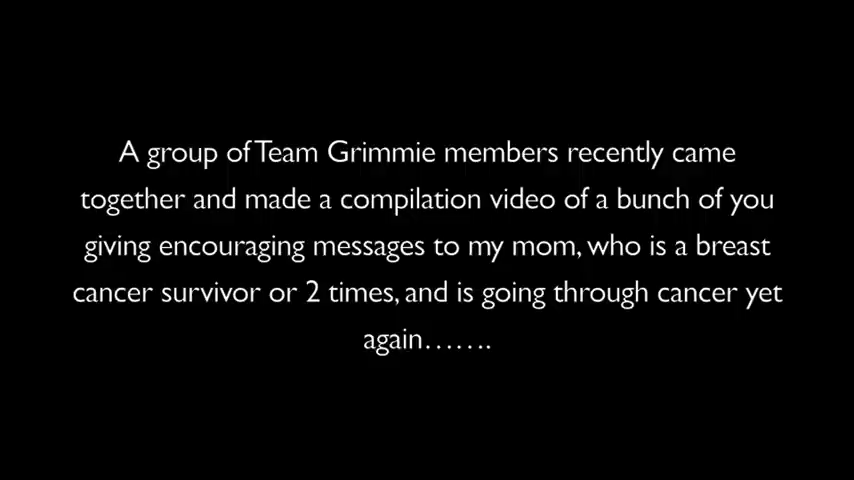 A group of Team Grimmie members recently came
together and made a compilation video of a bunch of you
giving encouraging messages to my mom, who is a breast
cancer survivor or 2 times, and is going through cancer yet
again.......